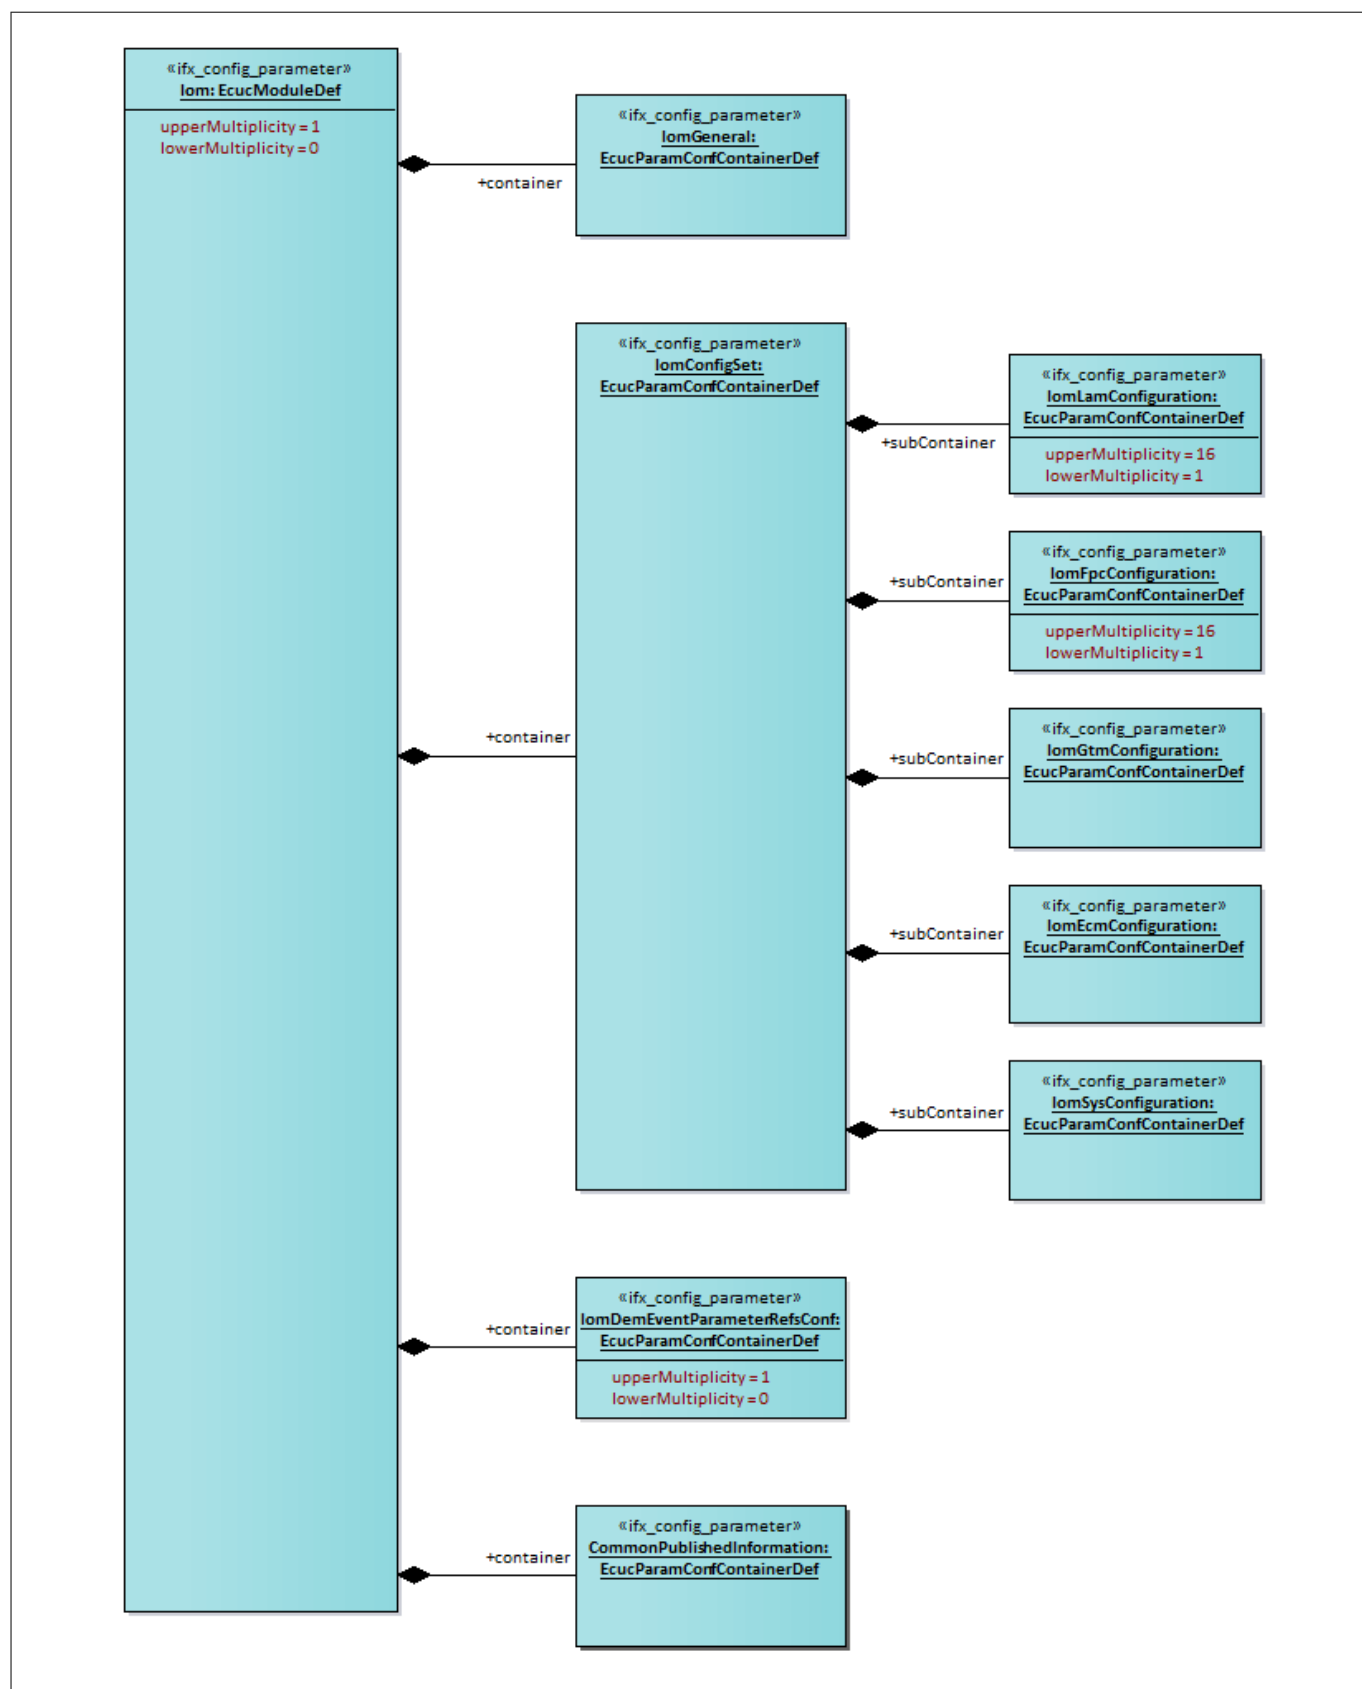 «ifx_config_parameter»
Iom: EcucModuleDef
upperMultiplicity = 1
lowerMultiplicity = 0
«ifx_config_parameter»
IomGeneral:
EcucParamConfContainerDef
+container
«ifx_config_parameter»
IomConfigSet:
EcucParamConfContainerDef
+container
«ifx_config_parameter»
IomLamConfiguration:
EcucParamConfContainerDef
upperMultiplicity = 16
lowerMultiplicity = 1
+subContainer
«ifx_config_parameter»
IomFpcConfiguration:
EcucParamConfContainerDef
upperMultiplicity = 16
lowerMultiplicity = 1
+subContainer
«ifx_config_parameter»
IomGtmConfiguration:
EcucParamConfContainerDef
+subContainer
«ifx_config_parameter»
IomEcmConfiguration:
EcucParamConfContainerDef
+subContainer
«ifx_config_parameter»
IomSysConfiguration:
EcucParamConfContainerDef
+subContainer
«ifx_config_parameter»
IomDemEventParameterRefsConf:
EcucParamConfContainerDef
upperMultiplicity = 1
lowerMultiplicity = 0
+container
«ifx_config_parameter»
CommonPublishedInformation:
EcucParamConfContainerDef
+container